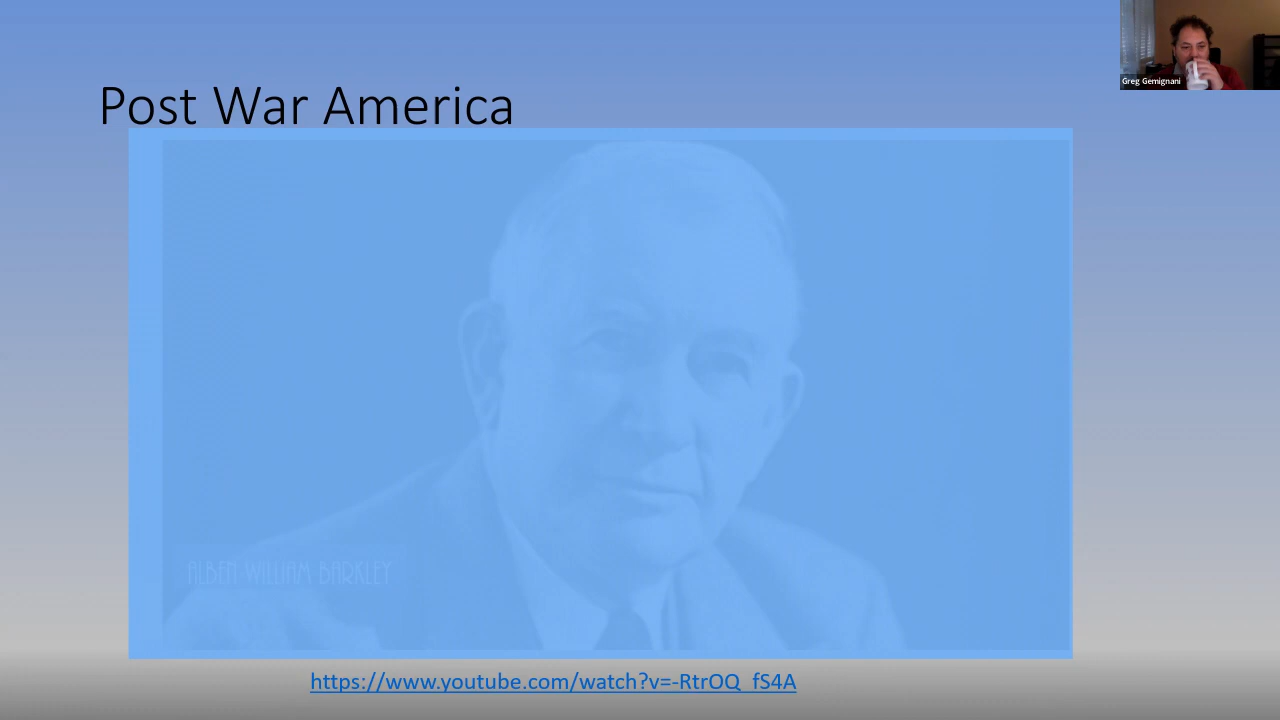 Greg Gemignani
Post War America
ALBEN WILLIAM BARKLEY
https://www.youtube.com/watch?v=-RtrOQ_fS4A